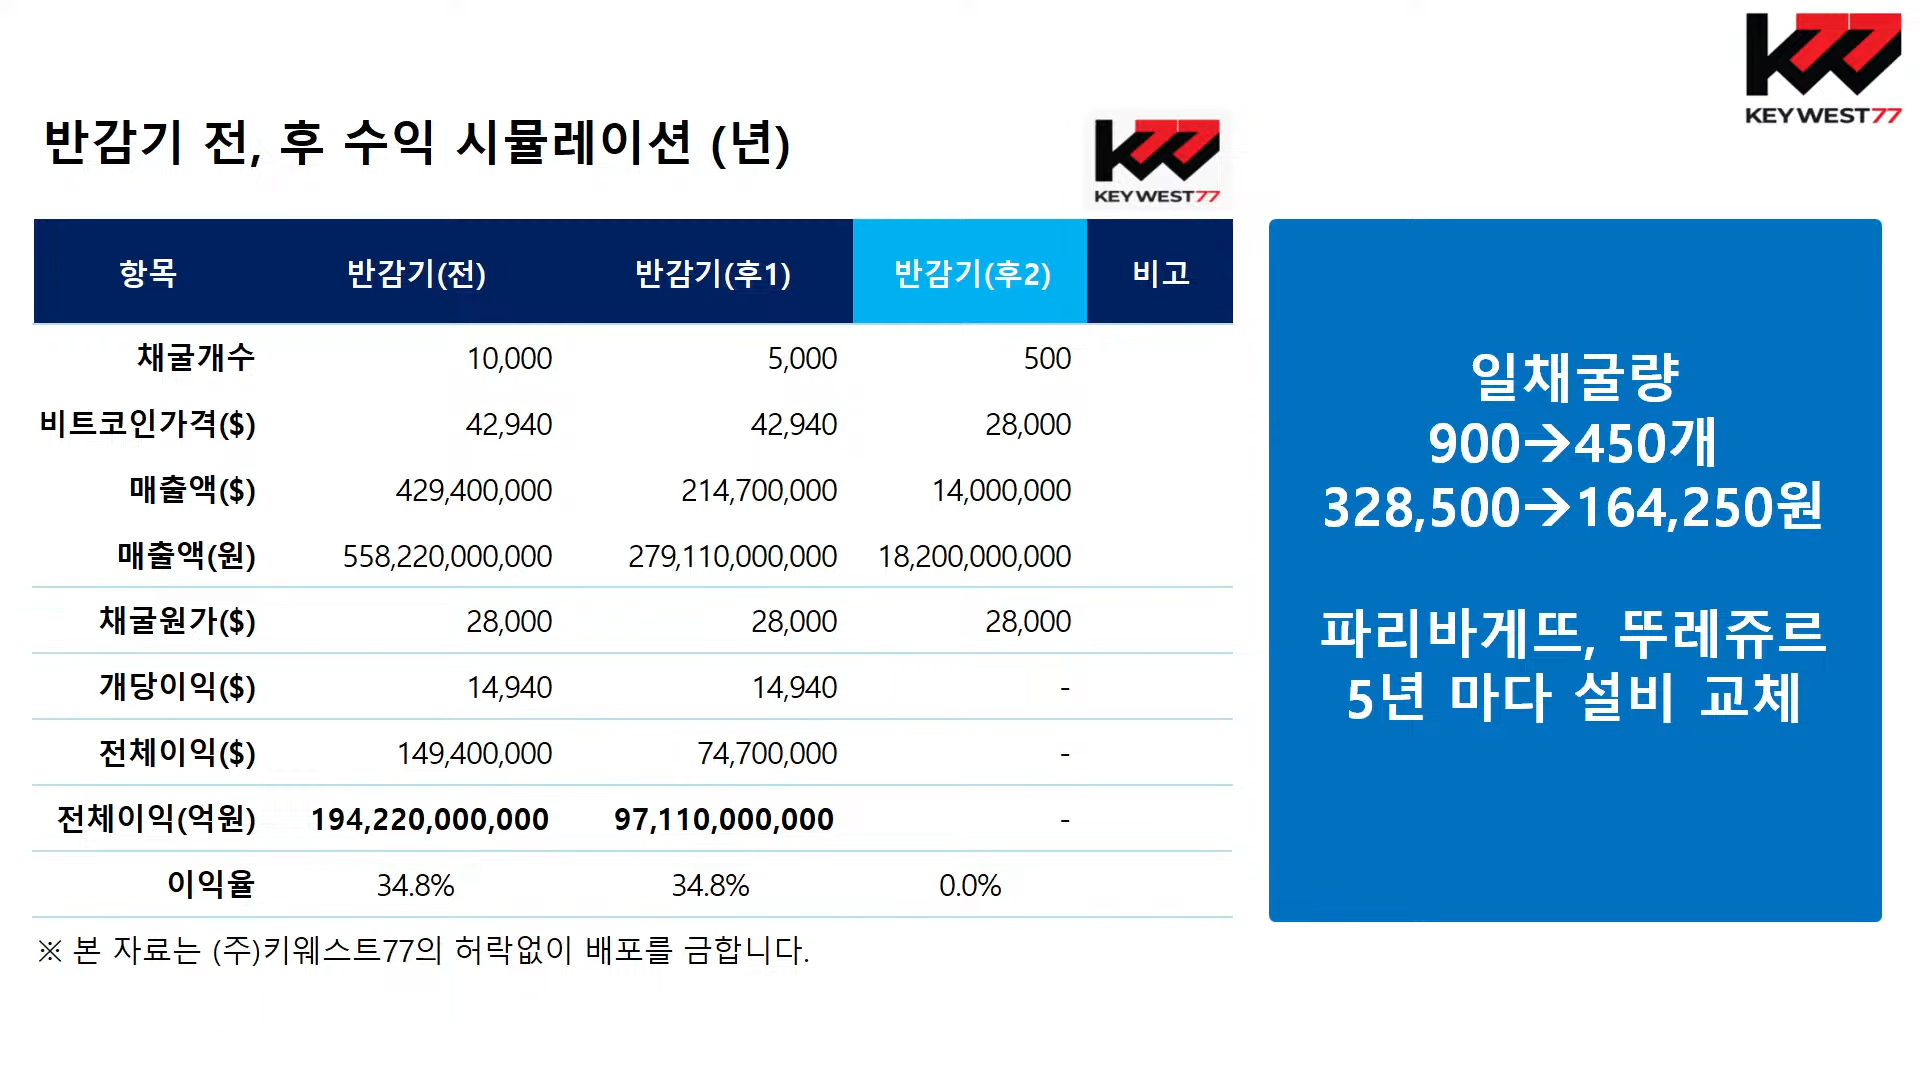 K77
KEYWEST77
반감기 전, 후 수익 시뮬레이션 (년)
K77
KEYWEST77
항목 반감기(전) 반감기(후1) 반감기(후2) 비고
채굴개수 10,000 5,000 500
비트코인가격($) 42,940 42,940 28,000
매출액($) 429,400,000 214,700,000 14,000,000
매출액(원) 558,220,000,000 279,110,000,000 18,200,000,000
채굴원가($) 28,000 28,000 28,000
개당이익($) 14,940 14,940 -
전체이익($) 149,400,000 74,700,000 -
전체이익(억원) 194,220,000,000 97,110,000,000 -
이익율 34.8% 34.8% 0.0%
※ 본 자료는 (주)키웨스트77의 허락없이 배포를 금합니다.
일채굴량
900→450개
328,500→164,250원
파리바게뜨, 뚜레쥬르
5년 마다 설비 교체